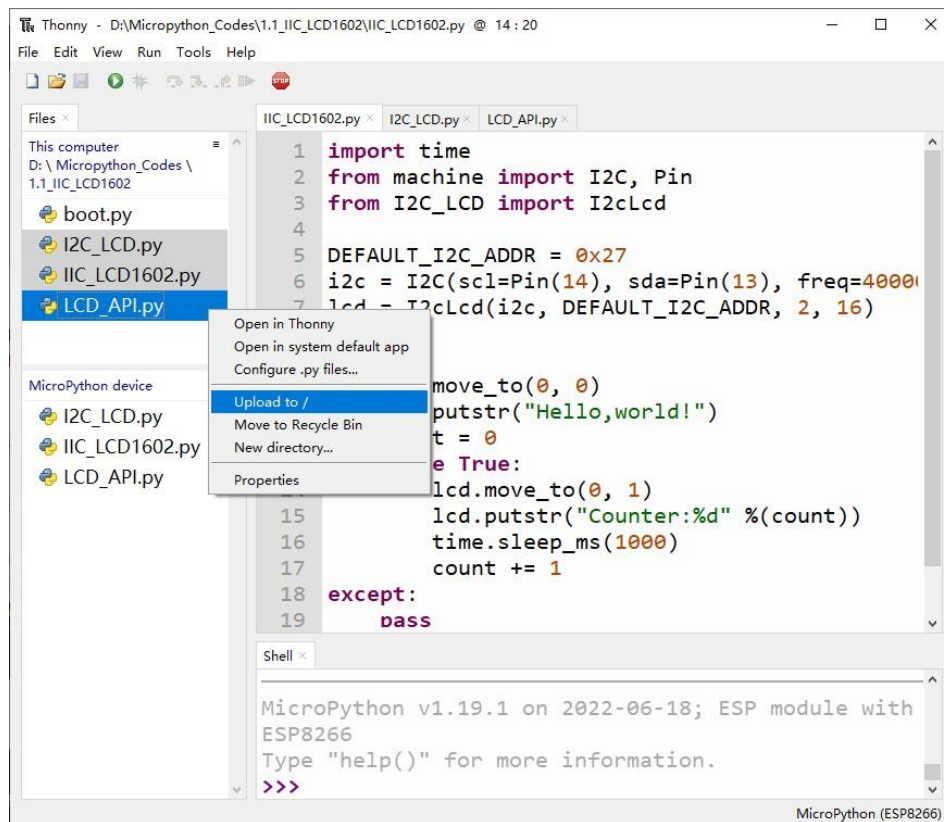 Thonny - D:\Micropython_Codes\1.1_IIC_LCD1602\IIC_LCD1602.py @ 14 : 20
File Edit View Run Tools Help
STOP
Files
This computer
D: \ Micropython_Codes \
1.1_IIC_LCD1602
boot.py
I2C_LCD.py
IIC_LCD1602.py
LCD_API.py
MicroPython device
I2C_LCD.py
IIC_LCD1602.py
LCD_API.py
Open in Thonny
Open in system default app
Configure .py files...
Upload to /
Move to Recycle Bin
New directory...
Properties
IIC_LCD1602.py I2C_LCD.py LCD_API.py
1 import time
2 from machine import I2C, Pin
3 from I2C_LCD import I2cLcd
4
5 DEFAULT_I2C_ADDR = 0x27
6 i2c = I2C(scl=Pin(14), sda=Pin(13), freq=40000
7 lcd = I2cLcd(i2c, DEFAULT_I2C_ADDR, 2, 16)
move_to(0, 0)
putstr("Hello,world!")
t = 0
e True:
lcd.move_to(0, 1)
15 lcd.putstr("Counter:%d" %(count))
16 time.sleep_ms(1000)
17 count += 1
18 except:
19 pass
Shell
MicroPython v1.19.1 on 2022-06-18; ESP module with
ESP8266
Type "help()" for more information.
>>>
MicroPython (ESP8266)